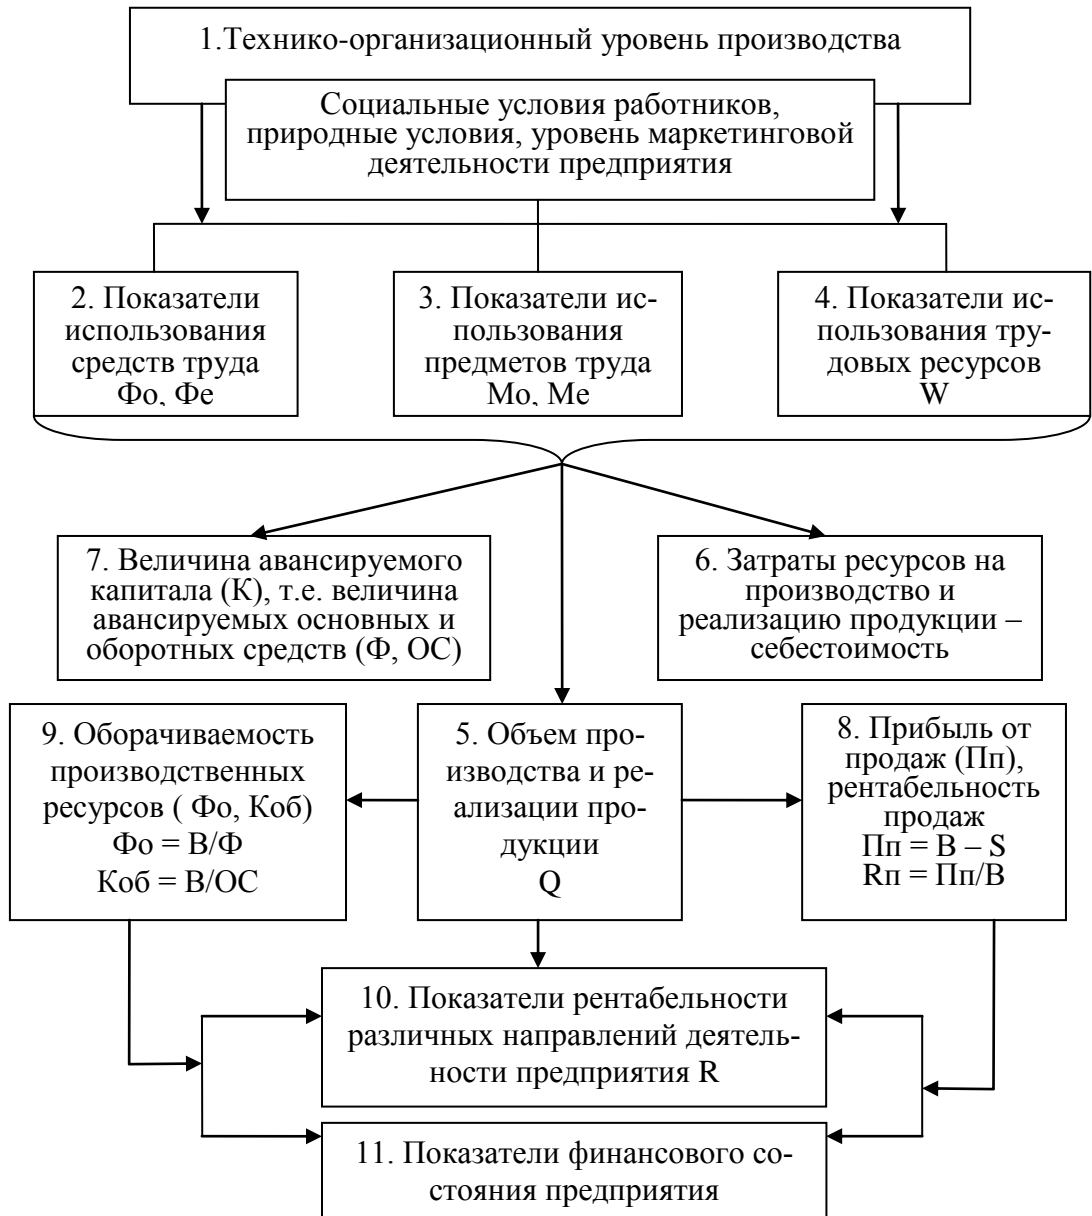 1.Технико-организационный уровень производства
Социальные условия работников,
природные условия, уровень маркетинговой
деятельности предприятия
2. Показатели
использования
средств труда
Фо, Фе
3. Показатели ис-
пользования
предметов труда
Мо, Ме
4. Показатели ис-
пользования тру-
довых ресурсов
W
7. Величина авансируемого
капитала (К), т.е. величина
авансируемых основных и
оборотных средств (Ф, ОС)
6. Затраты ресурсов на
производство и
реализацию продукции –
себестоимость
9. Оборачиваемость
производственных
ресурсов ( Фо, Коб)
Фо = В/Ф
Коб = В/ОС
5. Объем про-
изводства и ре-
ализации про-
дукции
Q
8. Прибыль от
продаж (Пп),
рентабельность
продаж
Пп = В – S
Rп = Пп/В
10. Показатели рентабельности
различных направлений деятель-
ности предприятия R
11. Показатели финансового со-
стояния предприятия